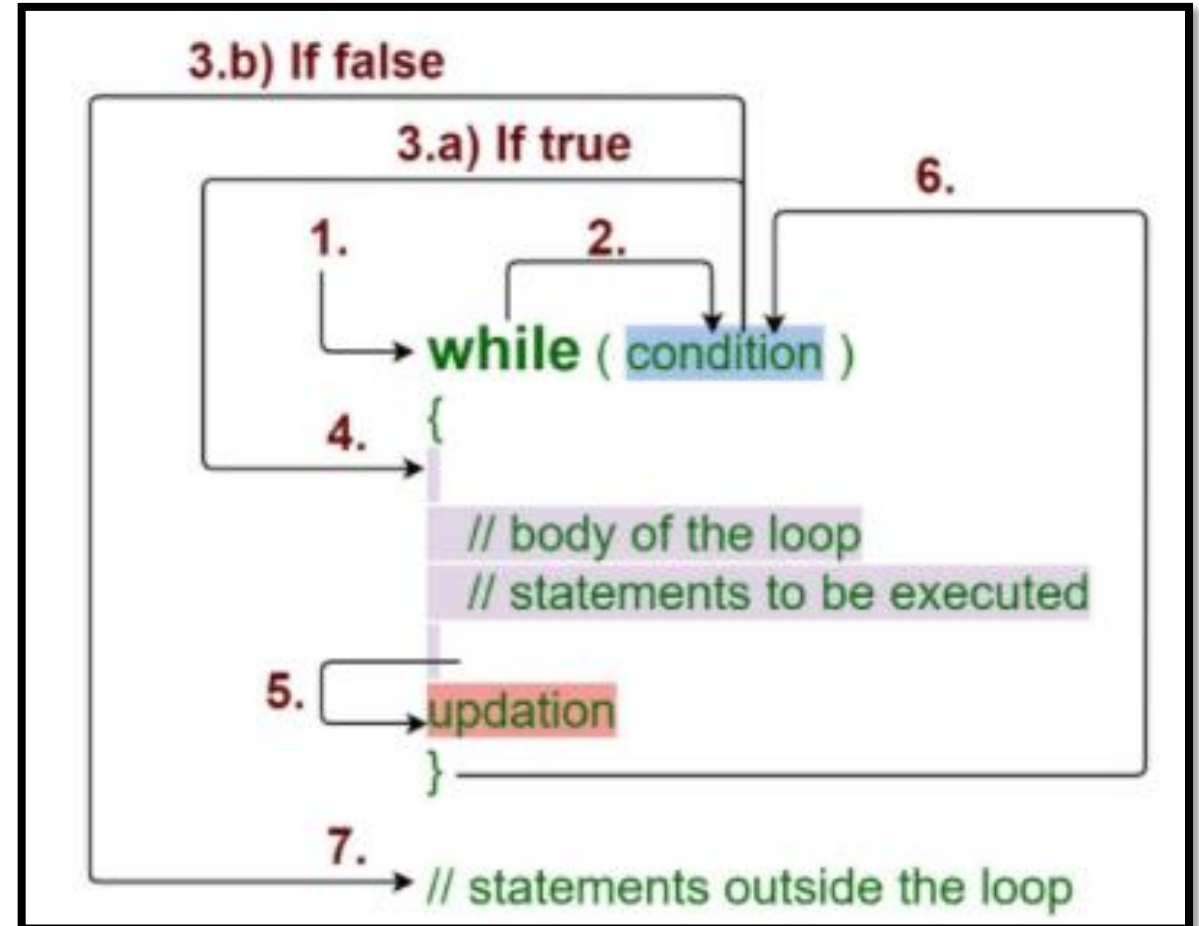 3.b) If false
3.a) If true
6.
1.
2.
while ( condition )
{
4.
// body of the loop
// statements to be executed
5.
updation
}
7.
// statements outside the loop